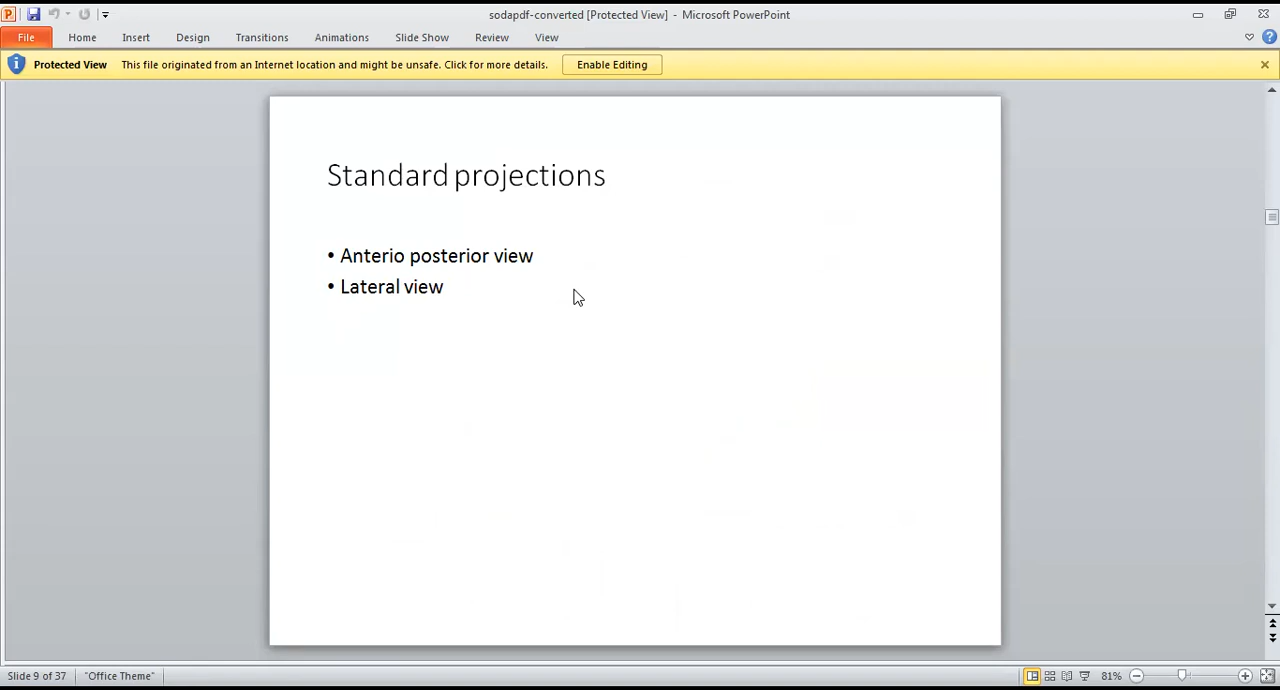 sodapdf-converted [Protected View] - Microsoft PowerPoint
File Home Insert Design Transitions Animations Slide Show Review View
Protected View This file originated from an Internet location and might be unsafe. Click for more details. Enable Editing
Standard projections
• Anterio posterior view
• Lateral view
Slide 9 of 37 "Office Theme" 81%